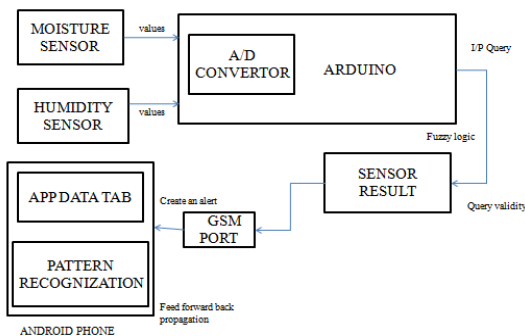 MOISTURE
SENSOR
values
A/D
CONVERTOR
ARDUINO
I/P Query
HUMIDITY
SENSOR
values
Fuzzy logic
SENSOR
RESULT
Query validity
APP DATA TAB
Create an alert
GSM
PORT
PATTERN
RECOGNIZATION
Feed forward back
propagation
ANDROID PHONE